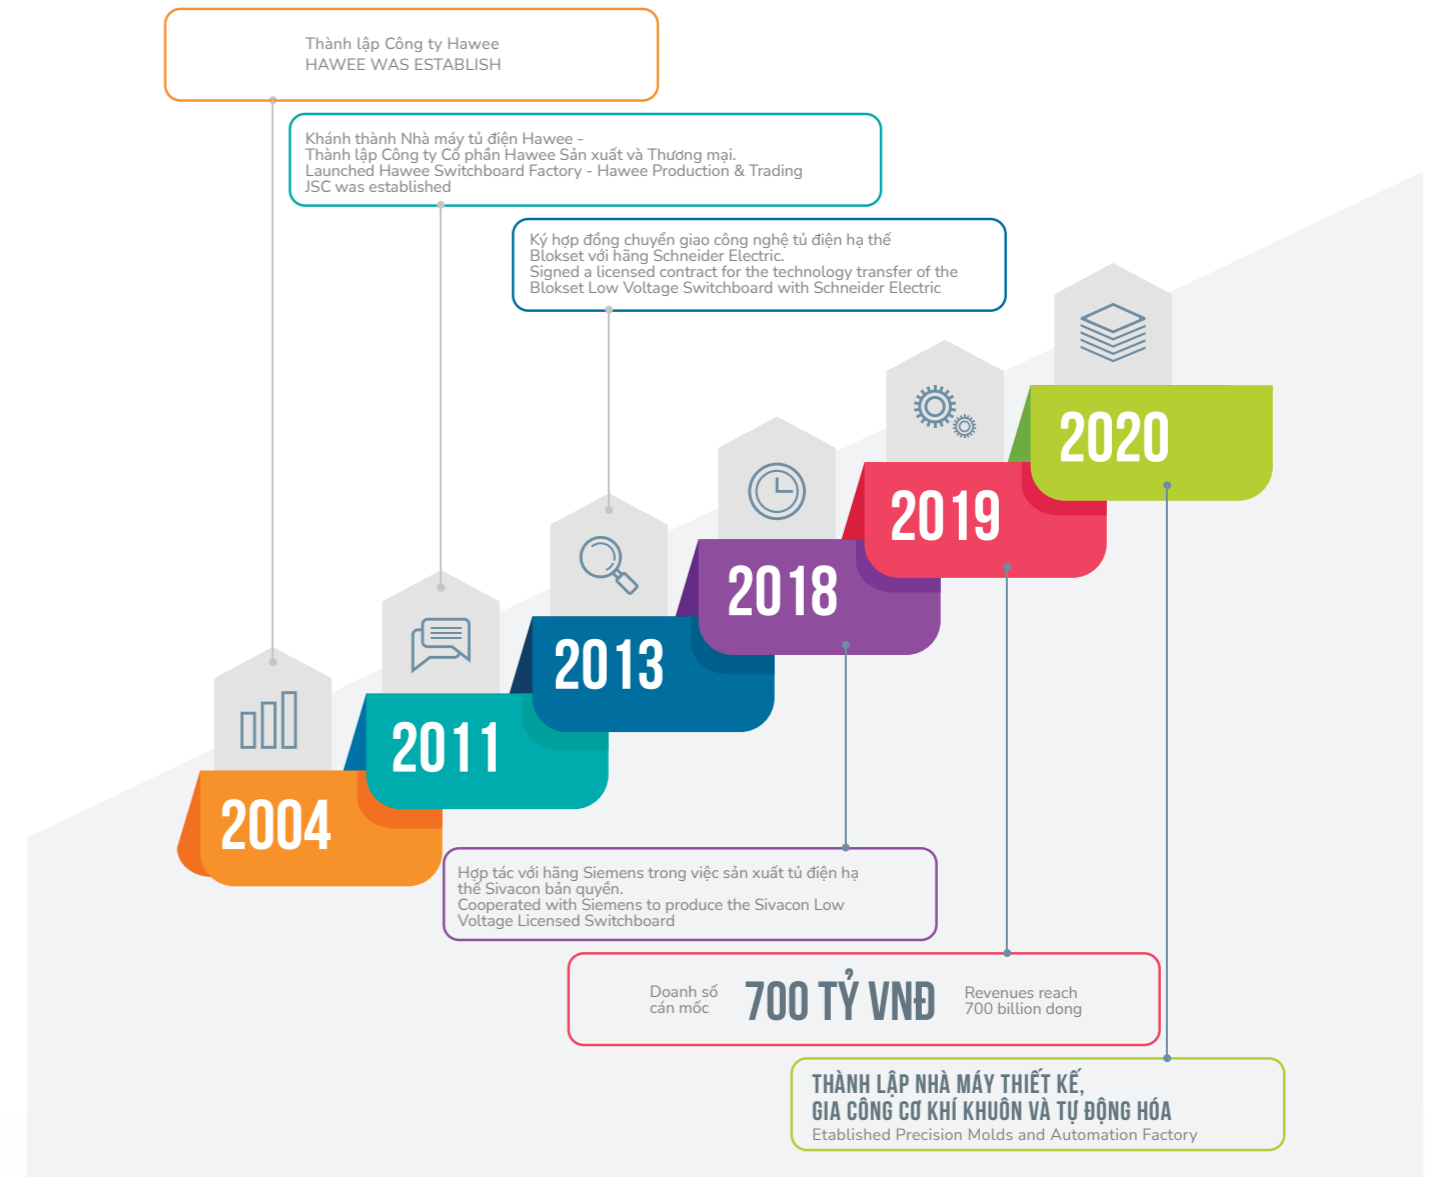 Thành lập Công ty Hawee
HAWEE WAS ESTABLISH
Khánh thành Nhà máy tủ điện Hawee -
Thành lập Công ty Cổ phần Hawee Sản xuất và Thương mại.
Launched Hawee Switchboard Factory - Hawee Production & Trading
JSC was established
Ký hợp đồng chuyển giao công nghệ tủ điện hạ thế
Blokset với hãng Schneider Electric.
Signed a licensed contract for the technology transfer of the
Blokset Low Voltage Switchboard with Schneider Electric
2020
2019
2018
2013
2011
2004
Hợp tác với hãng Siemens trong việc sản xuất tủ điện hạ
thế Sivacon bản quyền.
Cooperated with Siemens to produce the Sivacon Low
Voltage Licensed Switchboard
Doanh số
cán mốc
700 TỶ VNĐ
Revenues reach
700 billion dong
THÀNH LẬP NHÀ MÁY THIẾT KẾ,
GIA CÔNG CƠ KHÍ KHUÔN VÀ TỰ ĐỘNG HÓA
Etablished Precision Molds and Automation Factory